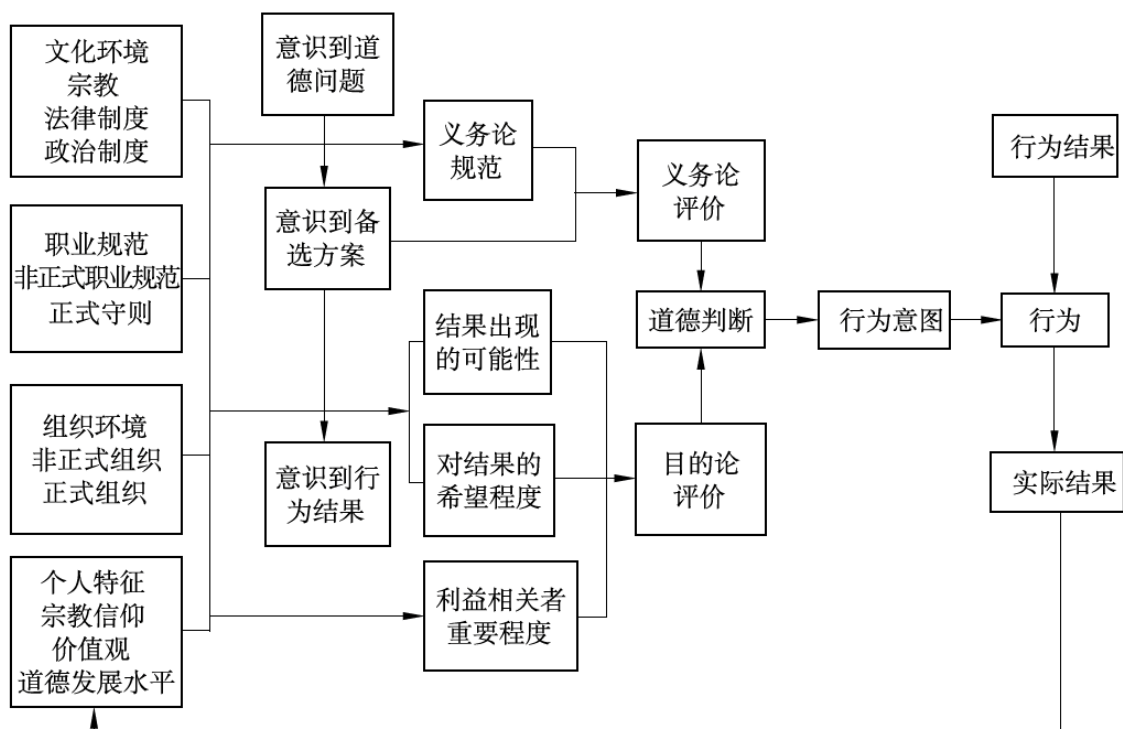 文化环境
宗教
法律制度
政治制度
职业规范
非正式职业规范
正式守则
组织环境
非正式组织
正式组织
个人特征
宗教信仰
价值观
道德发展水平
意识到道
德问题
意识到备
选方案
意识到行
为结果
义务论
规范
结果出现
的可能性
对结果的
希望程度
利益相关者
重要程度
义务论
评价
道德判断
目的论
评价
行为意图
行为结果
行为
实际结果